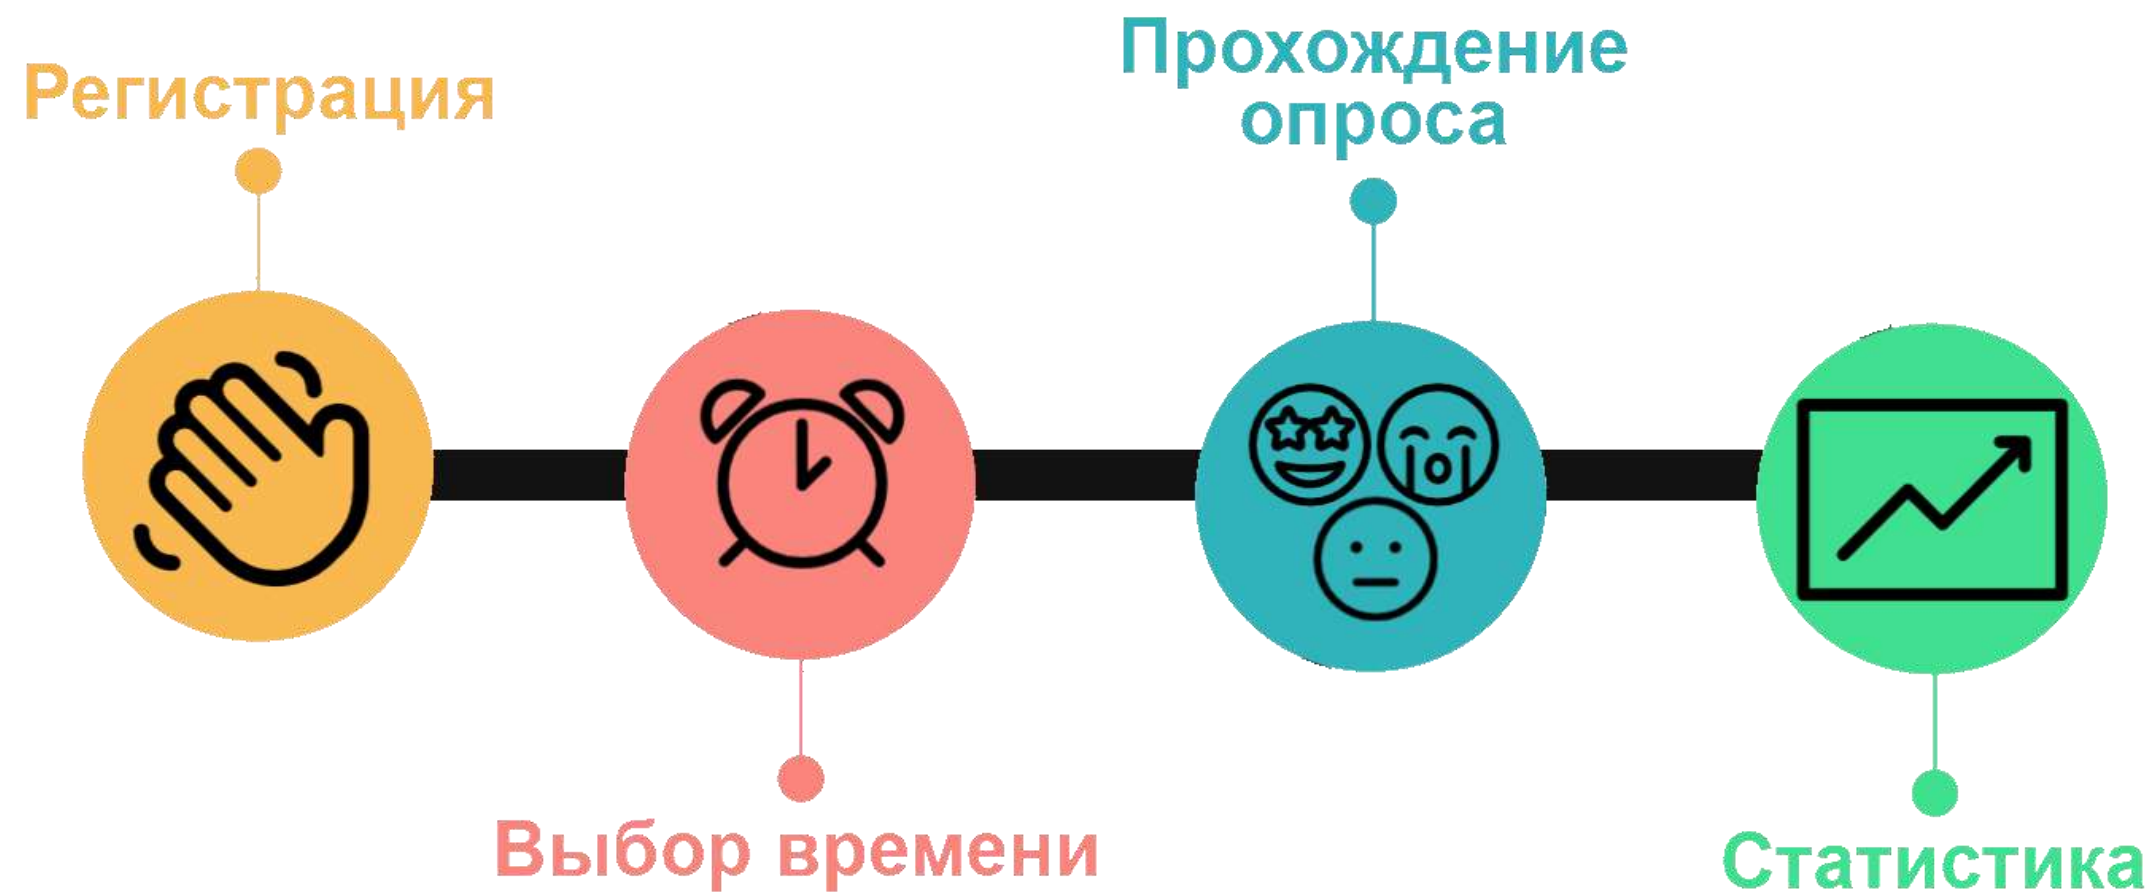 Регистрация
Выбор времени
Прохождение
опроса
Статистика